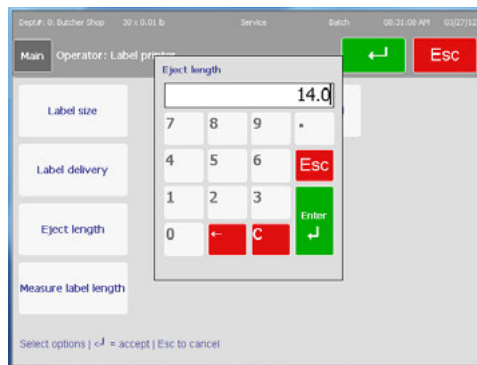 Dept#: 0: Butcher Shop 30 x 0.01 lb Service Batch 08:31:08 AM 03/27/12
Main Operator: Label printer Esc
Eject length
14.0
Label size
7 8 9 .
Label delivery
4 5 6 Esc
1 2 3
Enter
Eject length
0 ← C
Measure label length
Select options | <┘ = accept | Esc to cancel